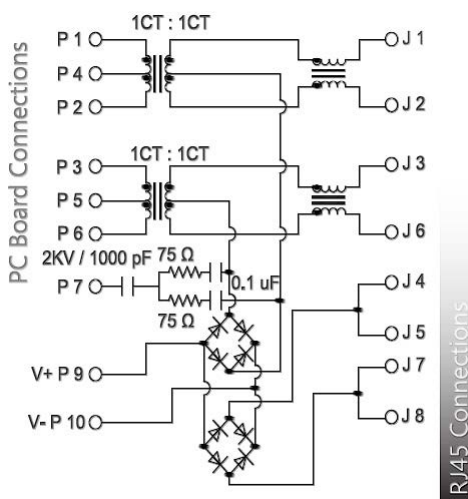 PC Board Connections
1CT : 1CT
P 1
J 1
P 4
P 2
J 2
1CT : 1CT
P 3
J 3
P 5
P 6
J 6
2KV / 1000 pF
75 Ω
P 7
0.1 uF
75 Ω
J 4
J 5
V+ P 9
J 7
V- P 10
J 8
RJ45 Connections